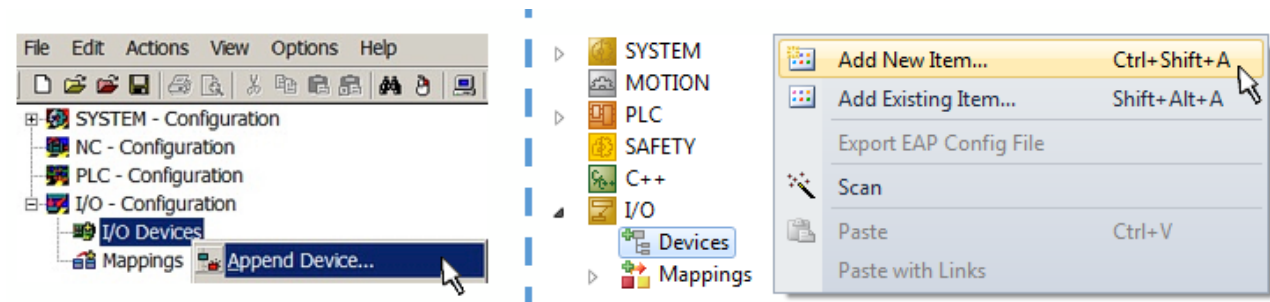 File Edit Actions View Options Help
SYSTEM - Configuration
NC - Configuration
PLC - Configuration
I/O - Configuration
I/O Devices
Append Device...
Mappings
SYSTEM
MOTION
PLC
SAFETY
C++
I/O
Devices
Mappings
Add New Item... Ctrl+Shift+A
Add Existing Item... Shift+Alt+A
Export EAP Config File
Scan
Paste Ctrl+V
Paste with Links